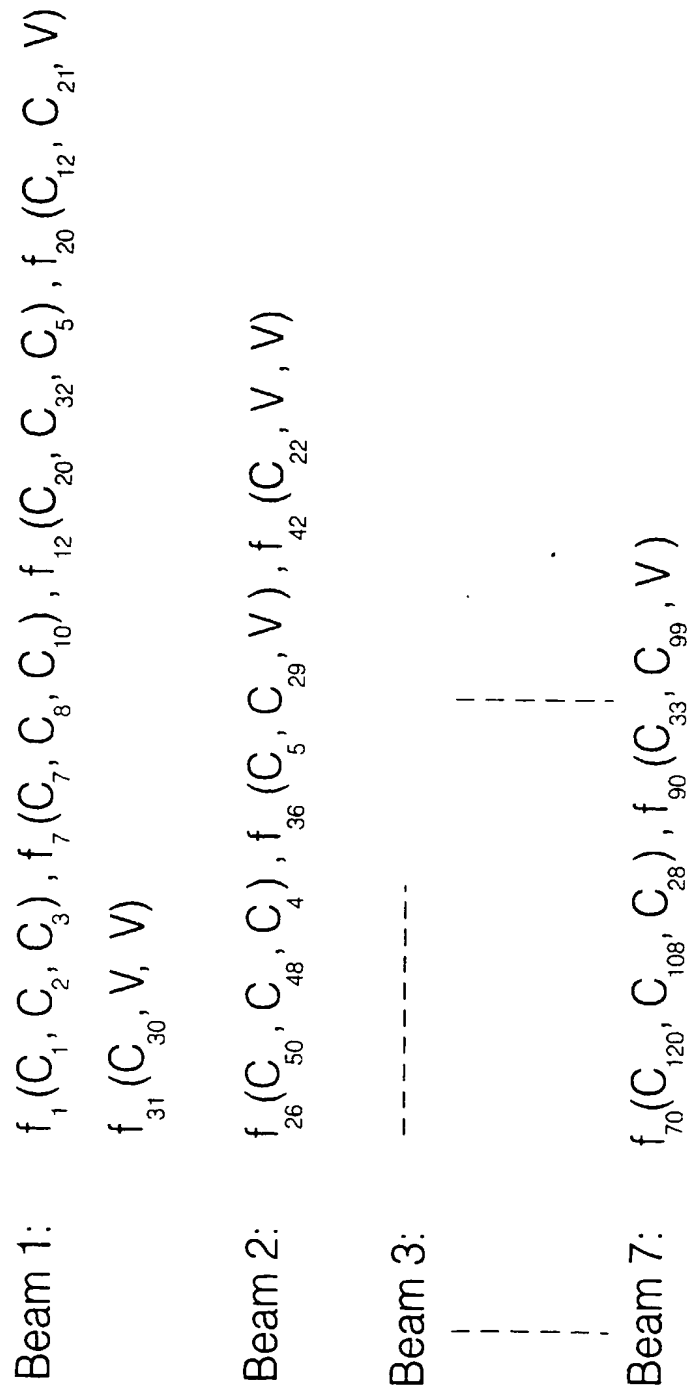 Beam 1: f₁ (C₁, C₂, C₃), f₇ (C₇, C₈, C₁₀), f₁₂ (C₂₀, C₃₂, C₅), f₂₀ (C₁₂, C₂₁, V)
f₃₁ (C₃₀, V, V)
Beam 2: f₂₆ (C₅₀, C₄₈, C₄), f₃₆ (C₅, C₂₉, V), f₄₂ (C₂₂, V, V)
Beam 3:
Beam 7: f₇₀ (C₁₂₀, C₁₀₈, C₂₈), f₉₀ (C₃₃, C₉₉, V)